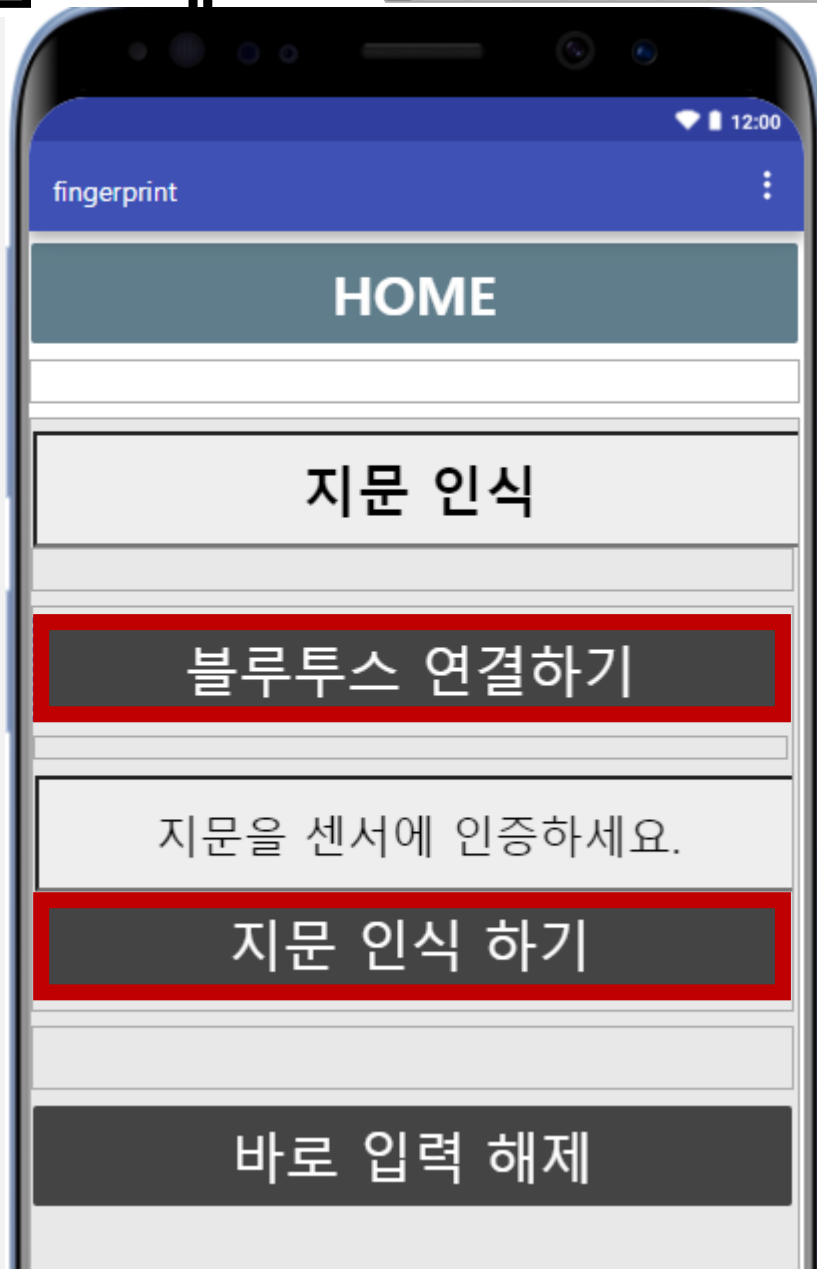 12:00
fingerprint
HOME
지문 인식
블루투스 연결하기
지문을 센서에 인증하세요.
지문 인식 하기
바로 입력 해제